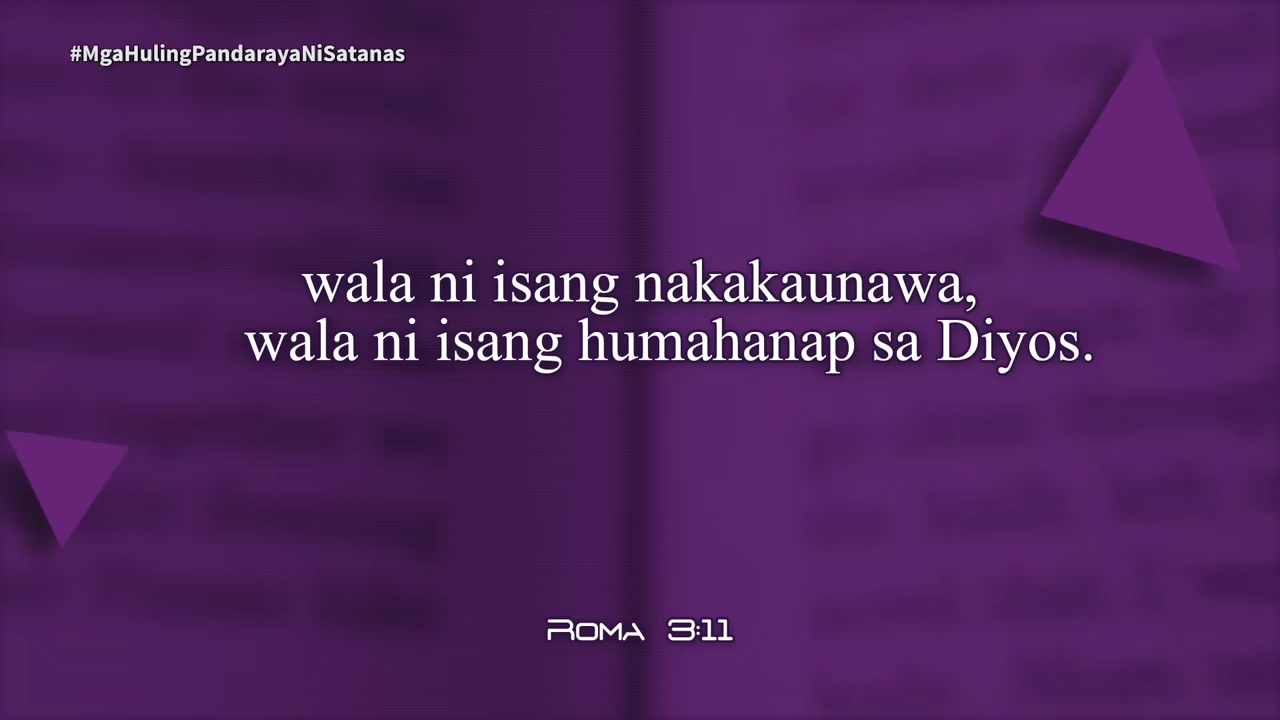 #MgaHulingPandarayaNiSatanas
wala ni isang nakakaunawa,
wala ni isang humahanap sa Diyos.
Roma 3:11